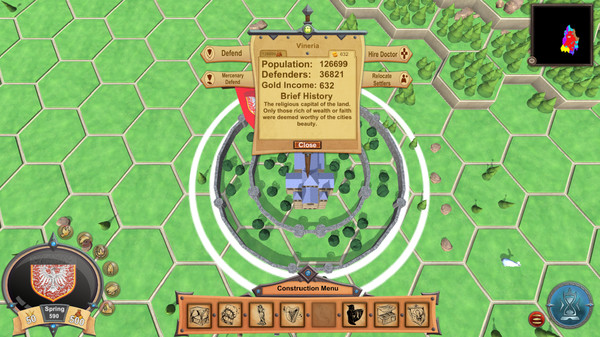 Vineria
Defend
632
Hire Doctor
Population: 126699
Defenders: 36821
Gold Income: 632
Mercenary
Defend
Relocate
Settlers
Brief History
The religious capital of the land.
Only those rich of wealth or faith
were deemed worthy of the cities
beauty.
Close
Construction Menu
Spring
590
50
500